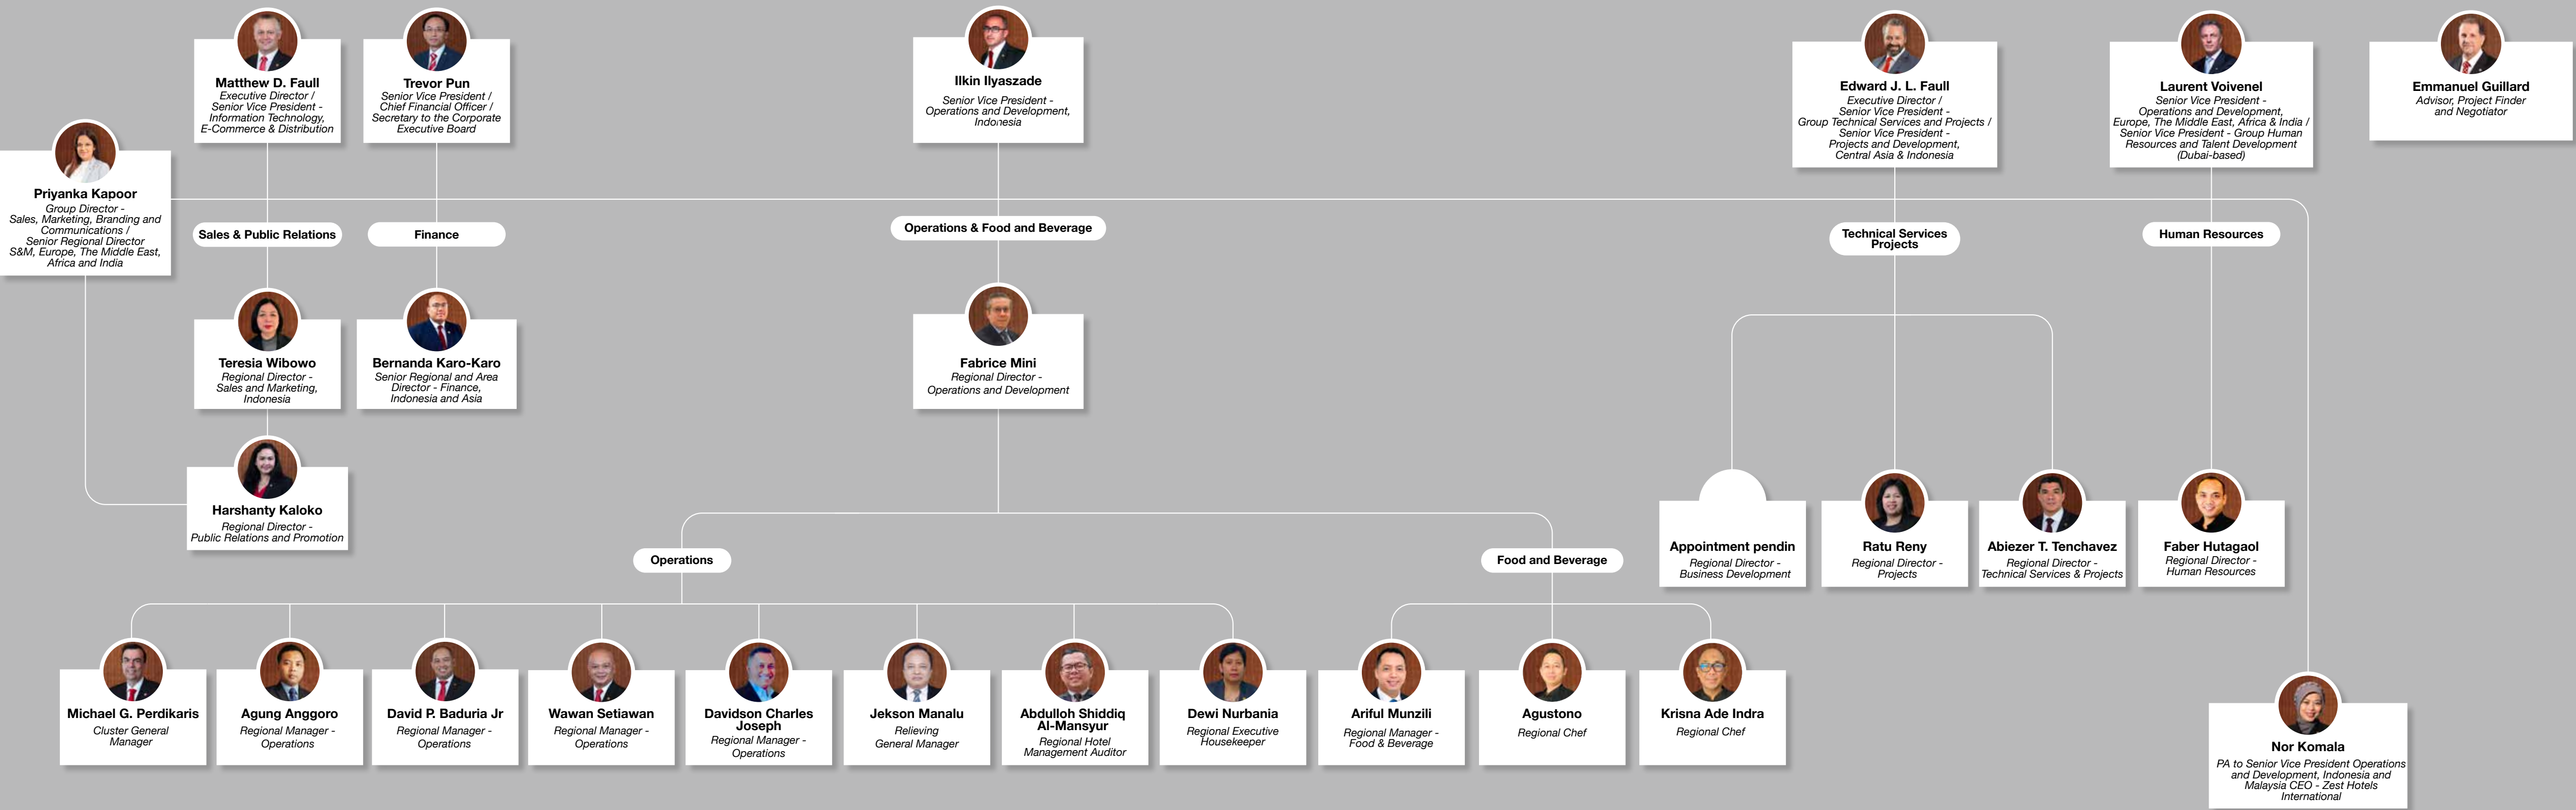 Matthew D. Faull
Executive Director /
Senior Vice President -
Information Technology,
E-Commerce & Distribution
Trevor Pun
Senior Vice President /
Chief Financial Officer /
Secretary to the Corporate
Executive Board
Ilkin Ilyaszade
Senior Vice President -
Operations and Development,
Indonesia
Edward J. L. Faull
Executive Director /
Senior Vice President -
Group Technical Services and Projects /
Senior Vice President -
Projects and Development,
Central Asia & Indonesia
Laurent Voivenel
Senior Vice President -
Operations and Development,
Europe, The Middle East, Africa & India /
Senior Vice President - Group Human
Resources and Talent Development
(Dubai-based)
Emmanuel Guillard
Advisor, Project Finder
and Negotiator
Priyanka Kapoor
Group Director -
Sales, Marketing, Branding and
Communications /
Senior Regional Director
S&M, Europe, The Middle East,
Africa and India
Sales & Public Relations
Finance
Operations & Food and Beverage
Technical Services
Projects
Human Resources
Teresia Wibowo
Regional Director -
Sales and Marketing,
Indonesia
Bernanda Karo-Karo
Senior Regional and Area
Director - Finance,
Indonesia and Asia
Fabrice Mini
Regional Director -
Operations and Development
Harshanty Kaloko
Regional Director -
Public Relations and Promotion
Appointment pendin
Regional Director -
Business Development
Ratu Reny
Regional Director -
Projects
Abiezer T. Tenchavez
Regional Director -
Technical Services & Projects
Faber Hutagaol
Regional Director -
Human Resources
Operations
Food and Beverage
Michael G. Perdikaris
Cluster General
Manager
Agung Anggoro
Regional Manager -
Operations
David P. Baduria Jr
Regional Manager -
Operations
Wawan Setiawan
Regional Manager -
Operations
Davidson Charles
Joseph
Regional Manager -
Operations
Jekson Manalu
Relieving
General Manager
Abdulloh Shiddiq
Al-Mansyur
Regional Hotel
Management Auditor
Dewi Nurbania
Regional Executive
Housekeeper
Ariful Munzili
Regional Manager -
Food & Beverage
Agustono
Regional Chef
Krisna Ade Indra
Regional Chef
Nor Komala
PA to Senior Vice President Operations
and Development, Indonesia and
Malaysia CEO - Zest Hotels
International